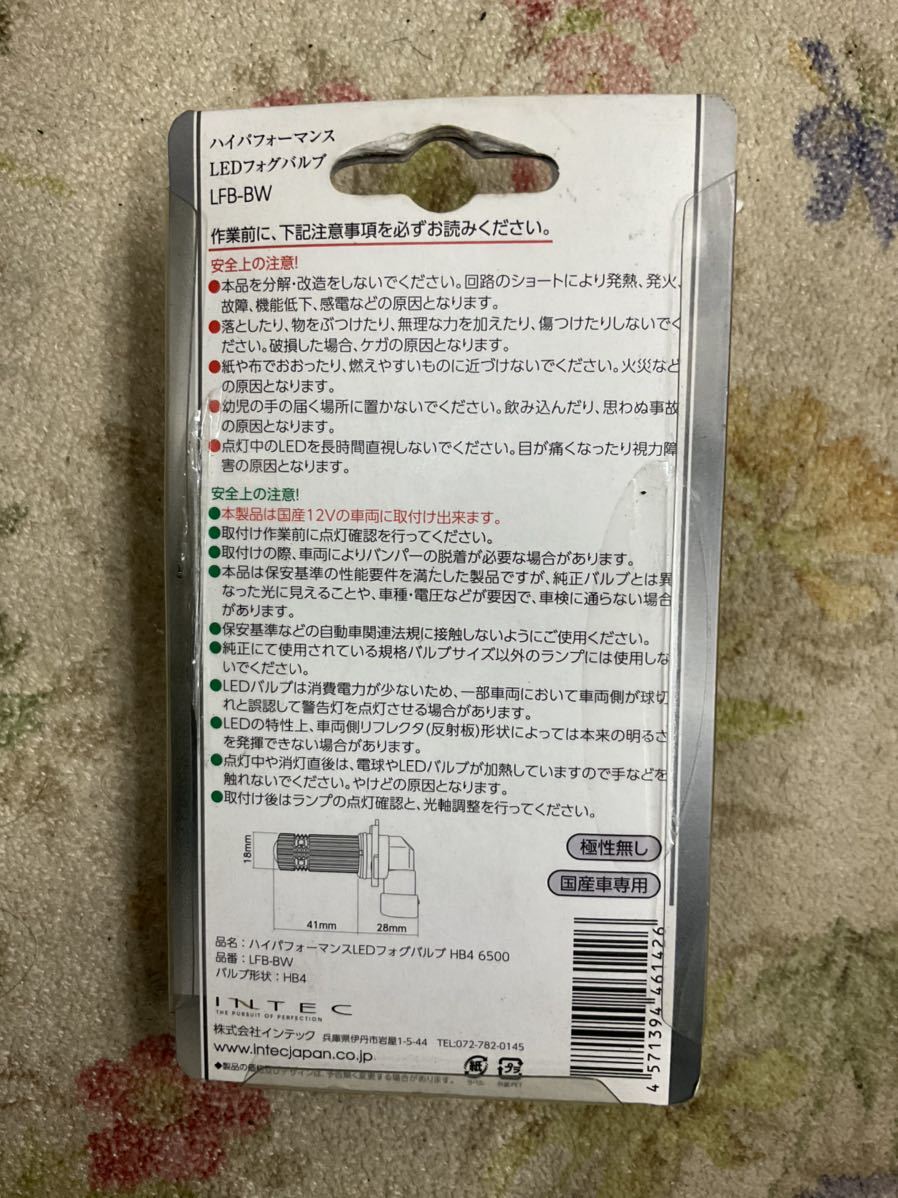 ハイパフォーマンス
LEDフォグバルブ
LFB-BW
作業前に、下記注意事項を必ずお読みください。
安全上の注意!
●本品を分解・改造をしないでください。回路のショートにより発熱、発火、
故障、機能低下、感電などの原因となります。
●落としたり、物をぶつけたり、無理な力を加えたり、傷つけたりしないでく
ださい。破損した場合、ケガの原因となります。
●紙や布でおおったり、燃えやすいものに近づけないでください。火災など
の原因となります。
●幼児の手の届く場所に置かないでください。飲み込んだり、思わぬ事故
の原因となります。
●点灯中のLEDを長時間直視しないでください。目が痛くなったり視力障
害の原因となります。
安全上の注意!
●本製品は国産12Vの車両に取付け出来ます。
●取付け作業前に点灯確認を行ってください。
●取付けの際、車両によりバンパーの脱着が必要な場合があります。
●本品は保安基準の性能要件を満たした製品ですが、純正バルブとは異
なった光に見えることや、車種・電圧などが要因で、車検に通らない場合
があります。
●保安基準などの自動車関連法規に接触しないようにご使用ください。
●純正にて使用されている規格バルブサイズ以外のランプには使用しな
いでください。
●LEDバルブは消費電力が少ないため、一部車両において車両側が球切
れと誤認して警告灯を点灯させる場合があります。
●LEDの特性上、車両側リフレクタ(反射板)形状によっては本来の明るさ
を発揮できない場合があります。
●点灯中や消灯直後は、電球やLEDバルブが加熱していますので手などを
触れないでください。やけどの原因となります。
●取付け後はランプの点灯確認と、光軸調整を行ってください。
18mm
41mm
28mm
極性無し
国産車専用
品名：ハイパフォーマンスLEDフォグバルブ HB4 6500
品番：LFB-BW
バルブ形状：HB4
INTEC
THE PURSUIT OF PERFECTION
株式会社インテック 兵庫県伊丹市岩屋1-5-44 TEL:072-782-0145
www.intecjapan.co.jp
◆製品の価格及びデザインは、予告無く変更する場合があります。
紙
プラ
4 571394 461426